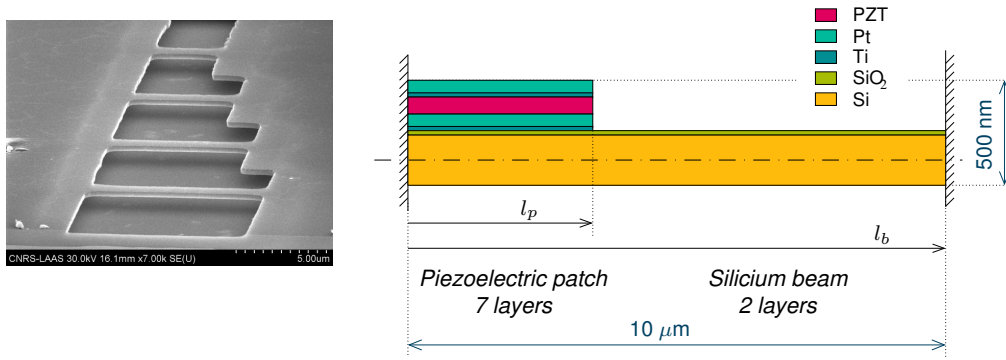 CNRS-LAAS 30.0kV 16.1mm x7.00k SE(U)
5.00um
PZT
Pt
Ti
SiO2
Si
500 nm
lp
lb
Piezoelectric patch
7 layers
Silicium beam
2 layers
10 μm